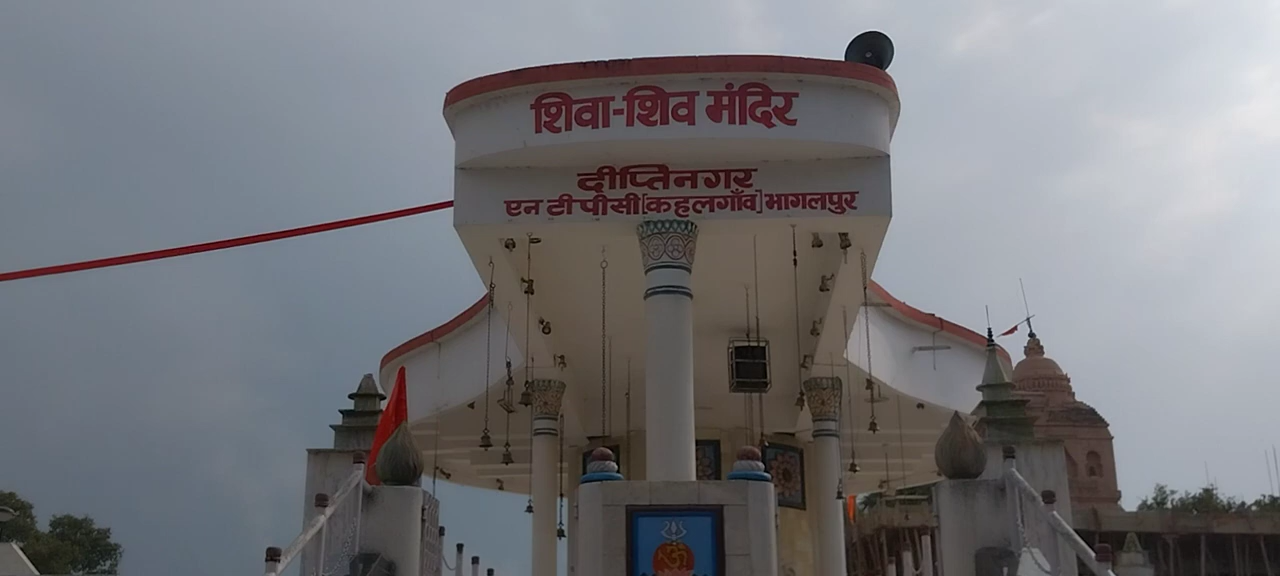 शिवा-शिव मंदिर
दीप्तिनगर
एन टी पी सी [कहलगाँव] भागलपुर
ॐ